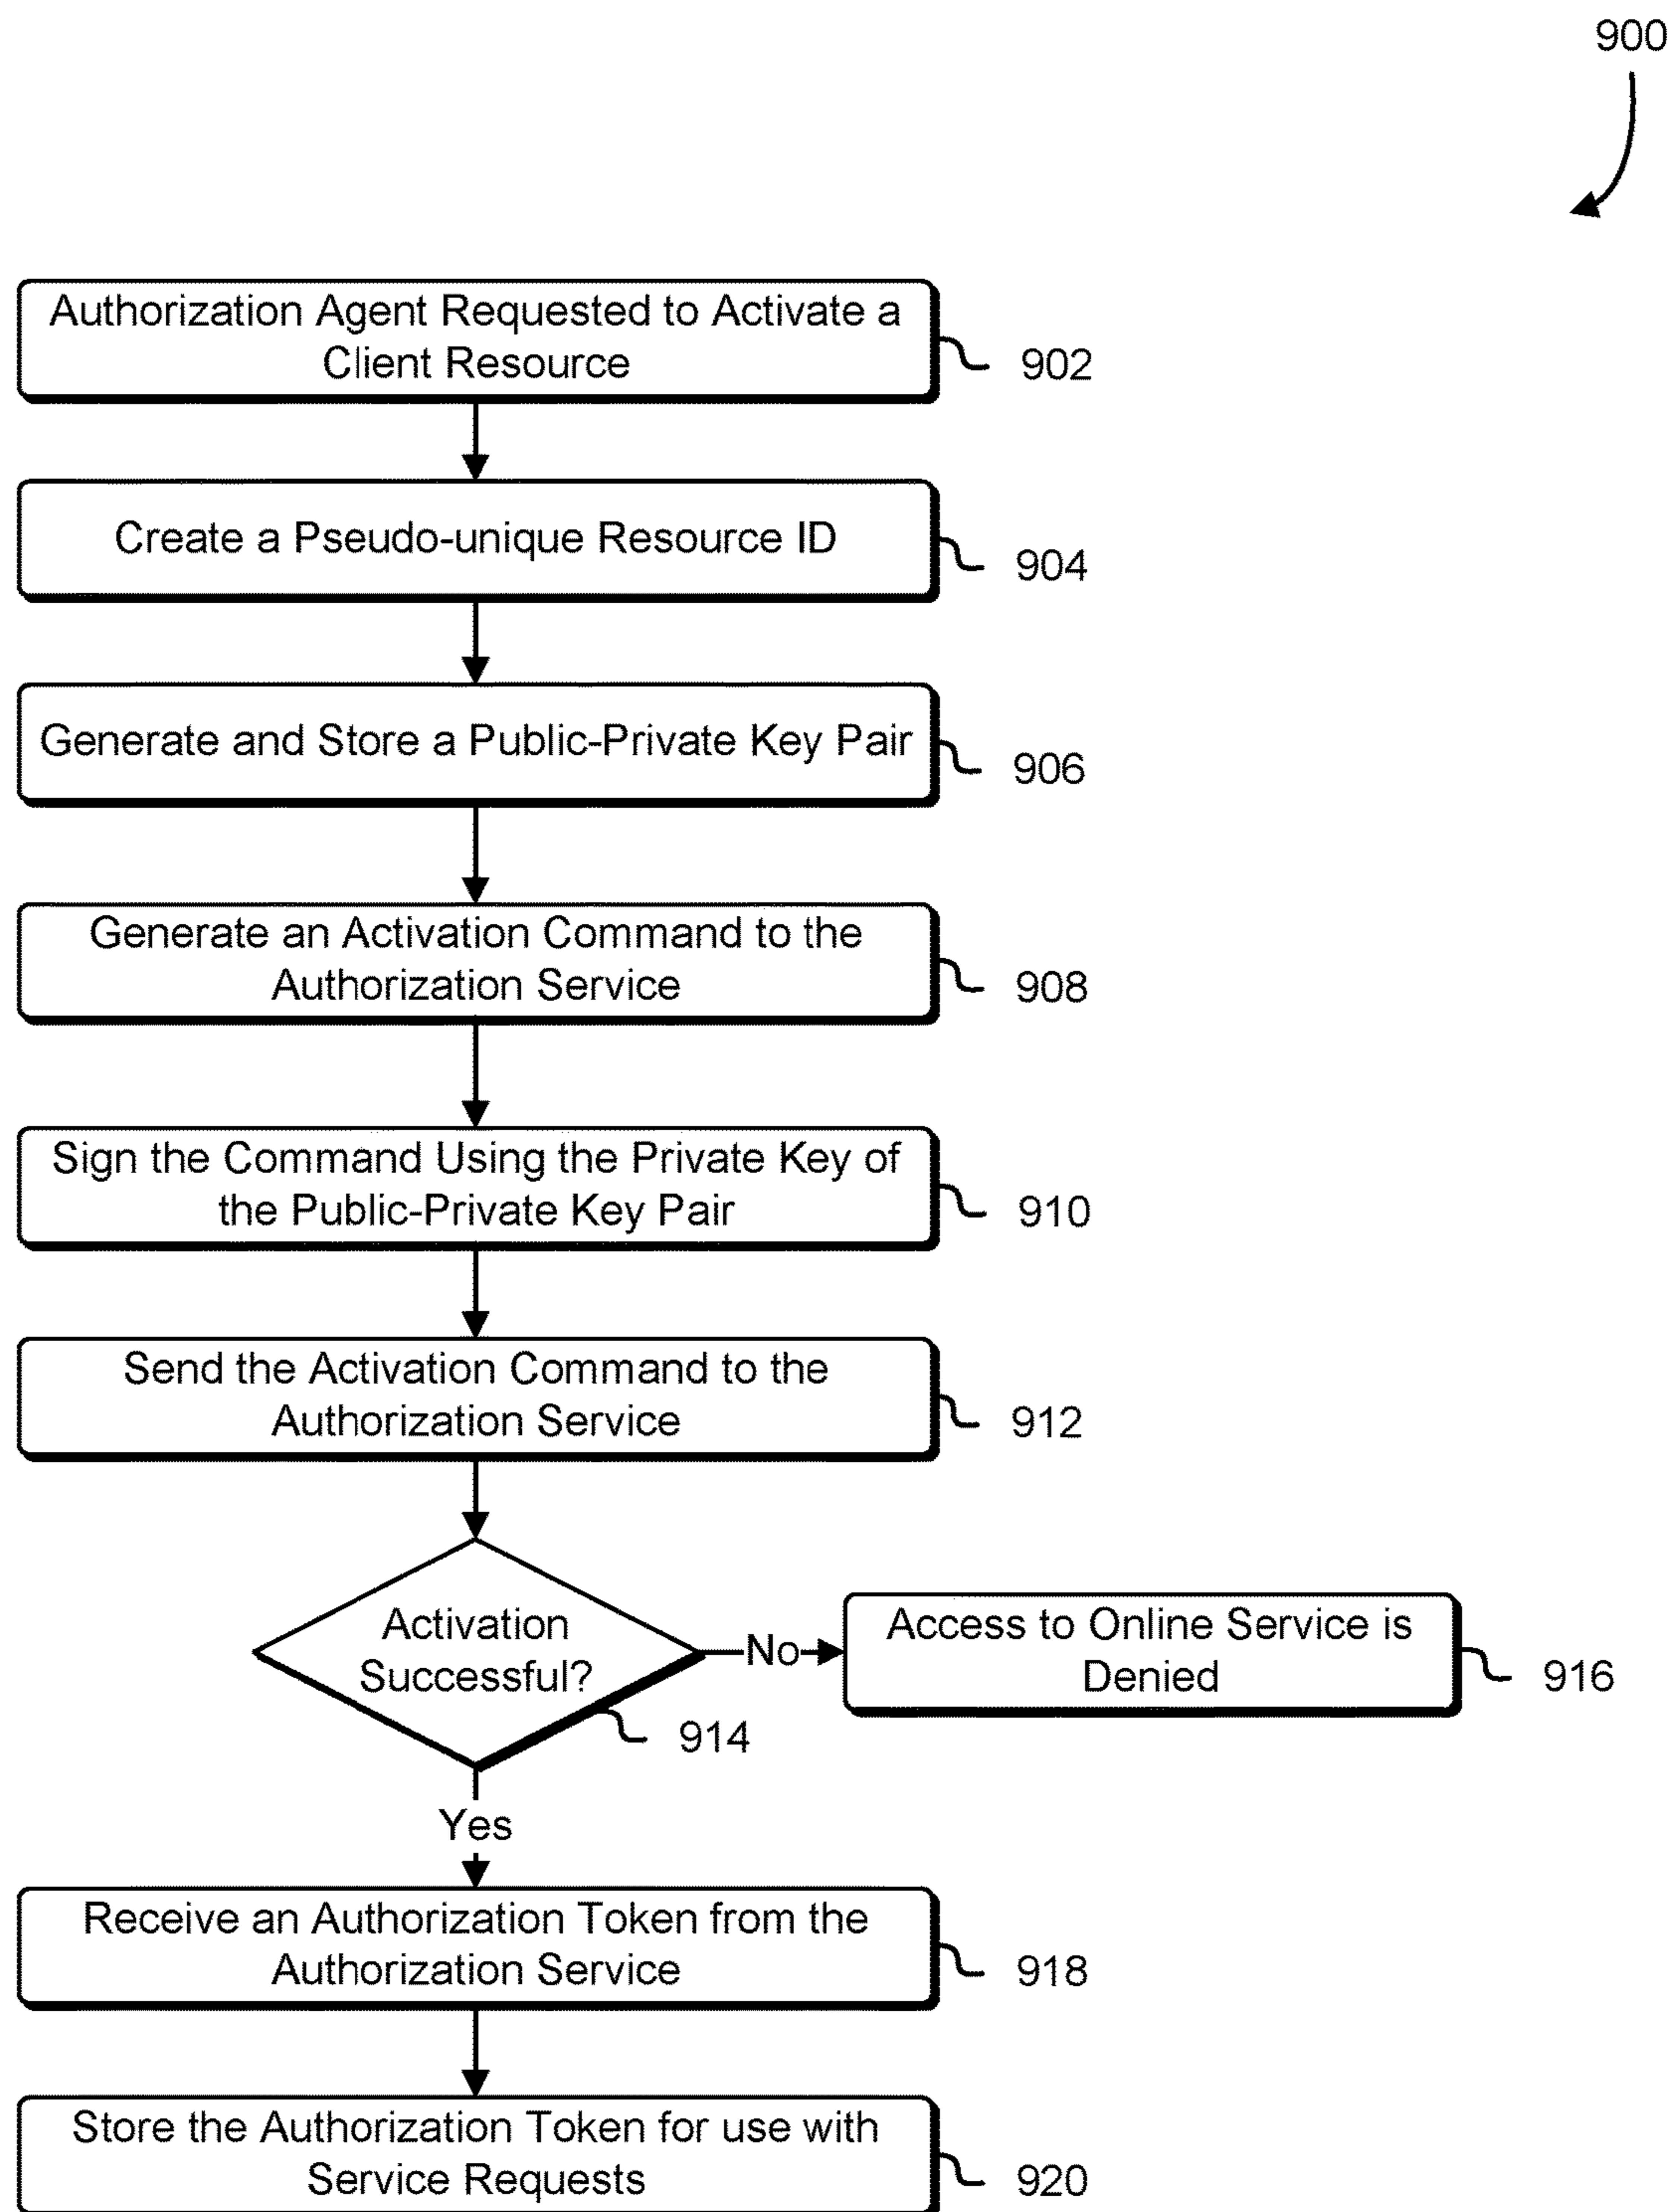 900
Authorization Agent Requested to Activate a
Client Resource
902
Create a Pseudo-unique Resource ID
904
Generate and Store a Public-Private Key Pair
906
Generate an Activation Command to the
Authorization Service
908
Sign the Command Using the Private Key of
the Public-Private Key Pair
910
Send the Activation Command to the
Authorization Service
912
Activation
Successful?
914
No
Access to Online Service is
Denied
916
Yes
Receive an Authorization Token from the
Authorization Service
918
Store the Authorization Token for use with
Service Requests
920